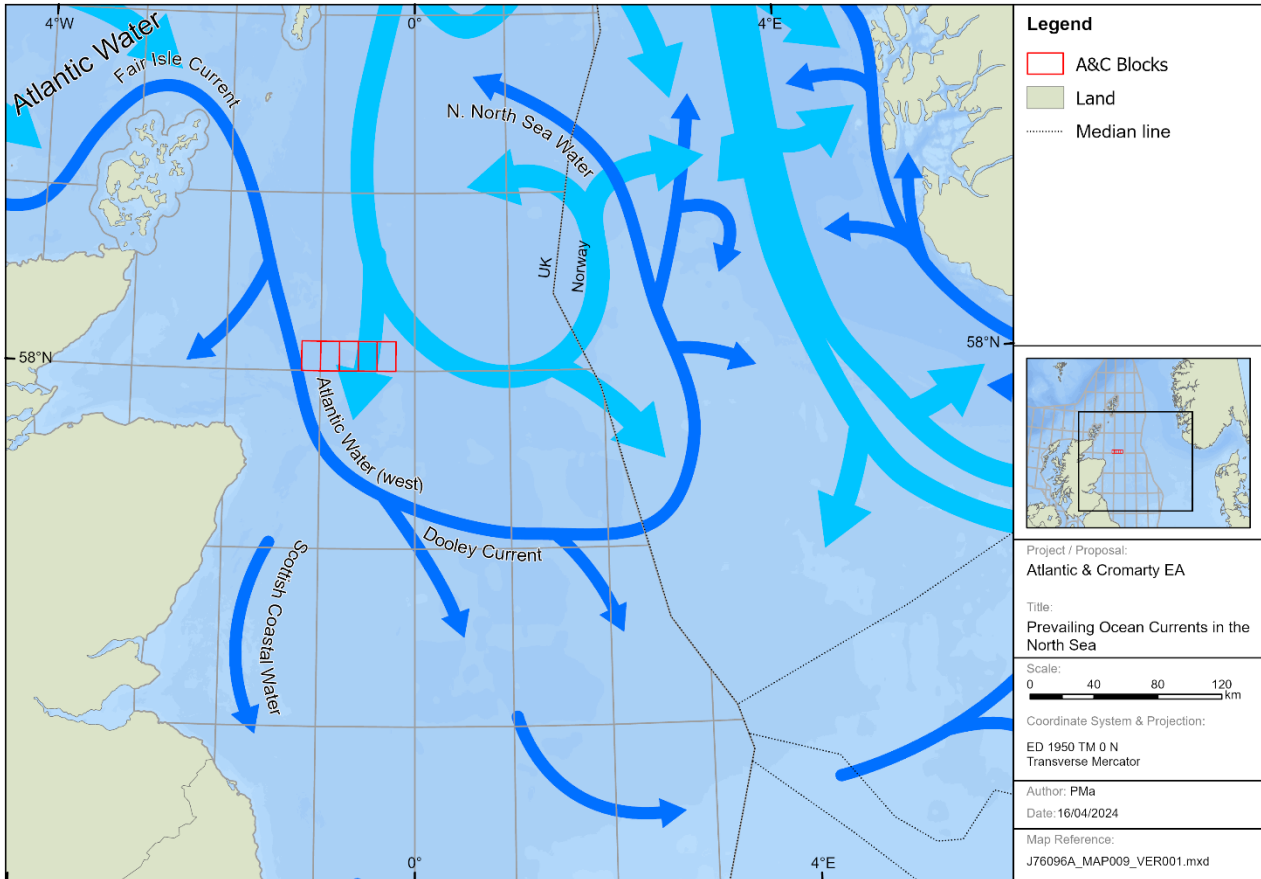 4°W
0°
4°E
Atlantic Water
Fair Isle Current
N. North Sea Water
UK
Norway
58°N
58°N
Atlantic Water (west)
Dooley Current
Scottish Coastal Water
0°
4°E
Legend
A&C Blocks
Land
Median line
Project / Proposal:
Atlantic & Cromarty EA
Title:
Prevailing Ocean Currents in the
North Sea
Scale:
0 40 80 120
km
Coordinate System & Projection:
ED 1950 TM 0 N
Transverse Mercator
Author: PMa
Date: 16/04/2024
Map Reference:
J76096A_MAP009_VER001.mxd